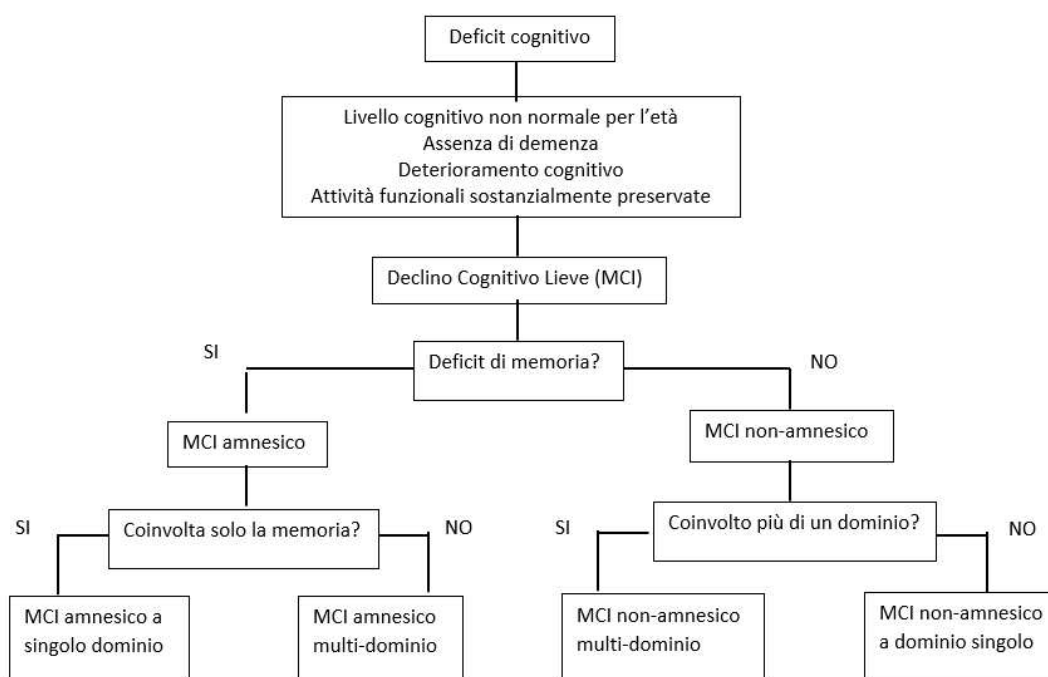 Deficit cognitivo
Livello cognitivo non normale per l'età
Assenza di demenza
Deterioramento cognitivo
Attività funzionali sostanzialmente preservate
Declino Cognitivo Lieve (MCI)
SI
Deficit di memoria?
NO
MCI amnesico
MCI non-amnesico
SI
Coinvolta solo la memoria?
NO
SI
Coinvolto più di un dominio?
NO
MCI amnesico a
singolo dominio
MCI amnesico
multi-dominio
MCI non-amnesico
multi-dominio
MCI non-amnesico
a dominio singolo